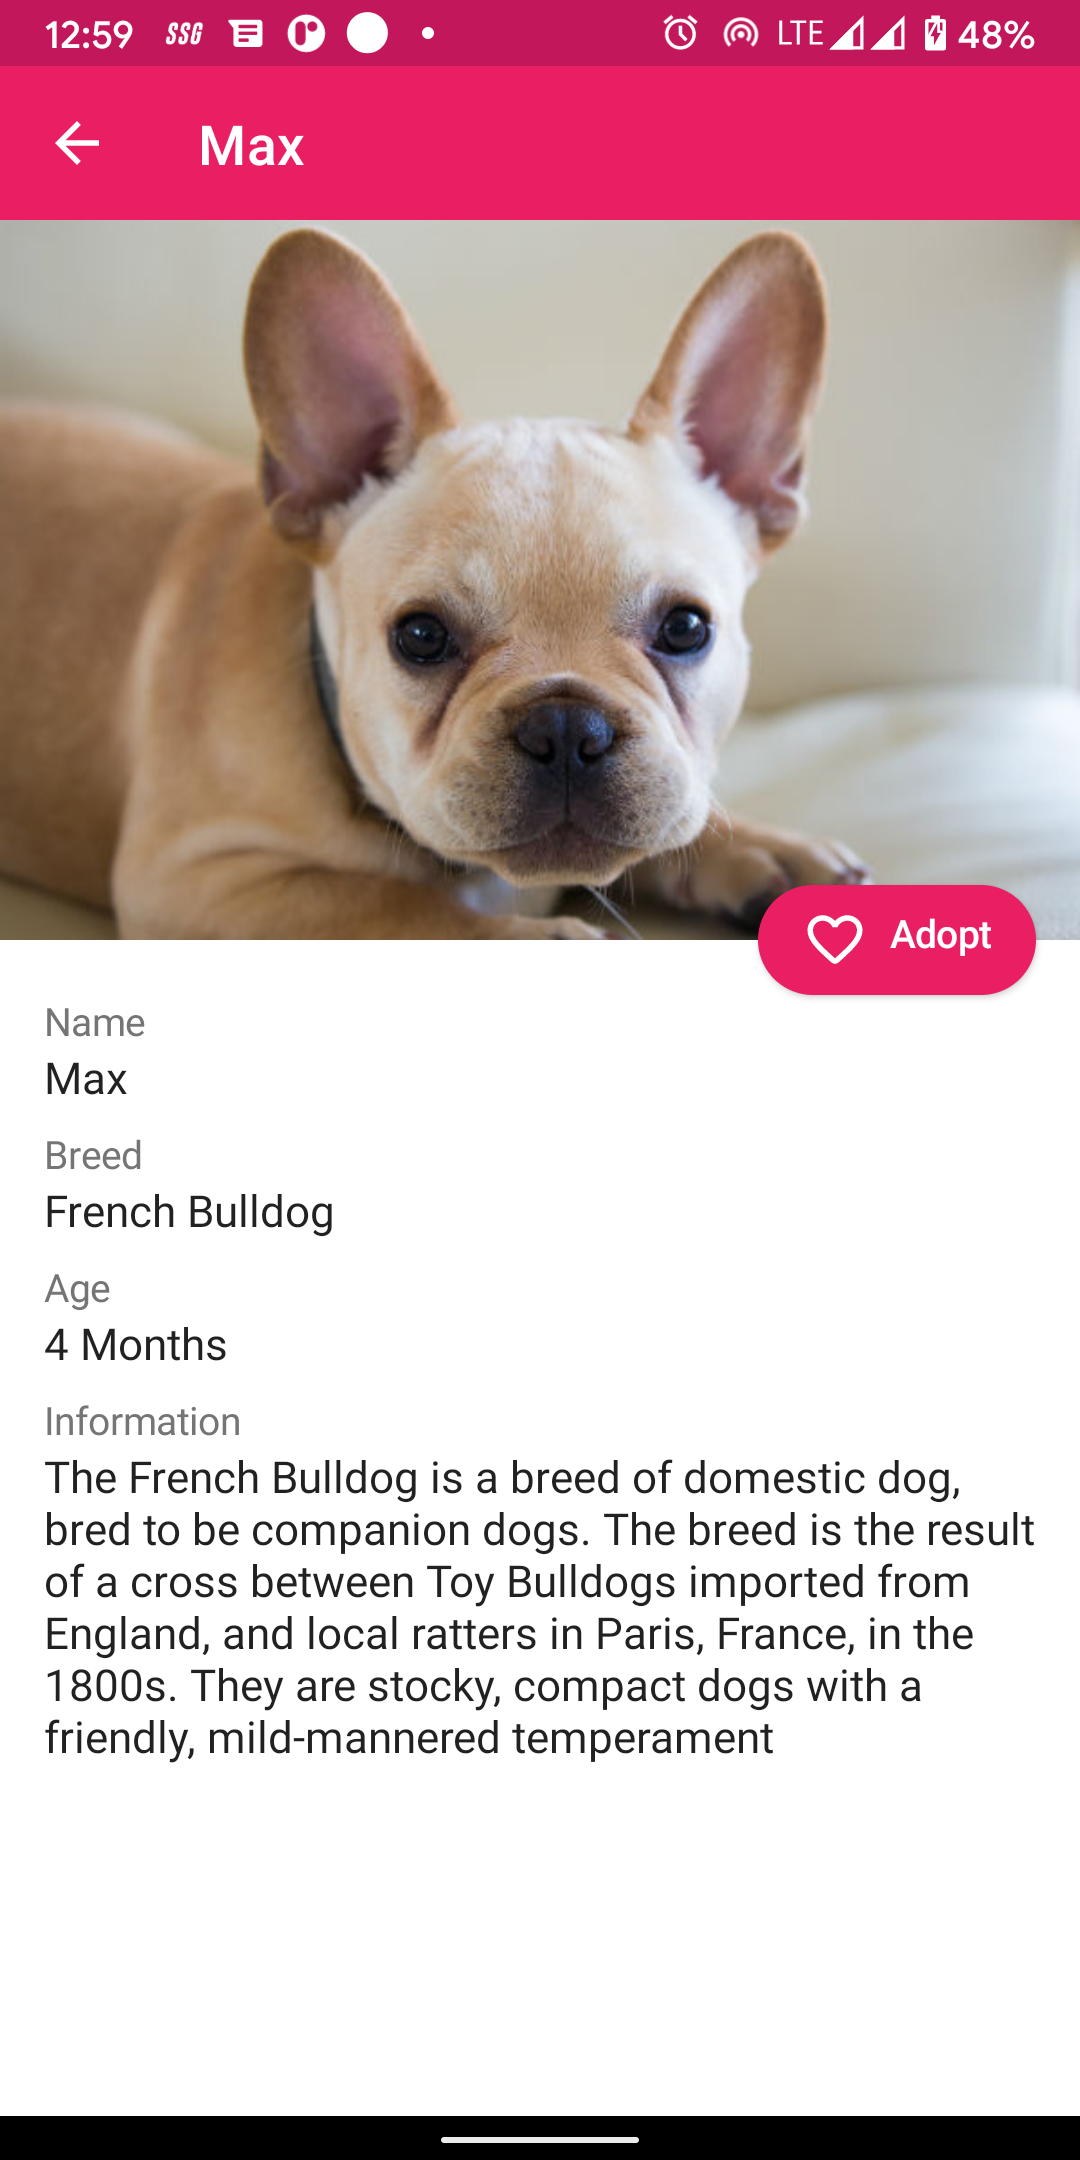 12:59 SSG LTE 48%
Max
Adopt
Name
Max
Breed
French Bulldog
Age
4 Months
Information
The French Bulldog is a breed of domestic dog,
bred to be companion dogs. The breed is the result
of a cross between Toy Bulldogs imported from
England, and local ratters in Paris, France, in the
1800s. They are stocky, compact dogs with a
friendly, mild-mannered temperament